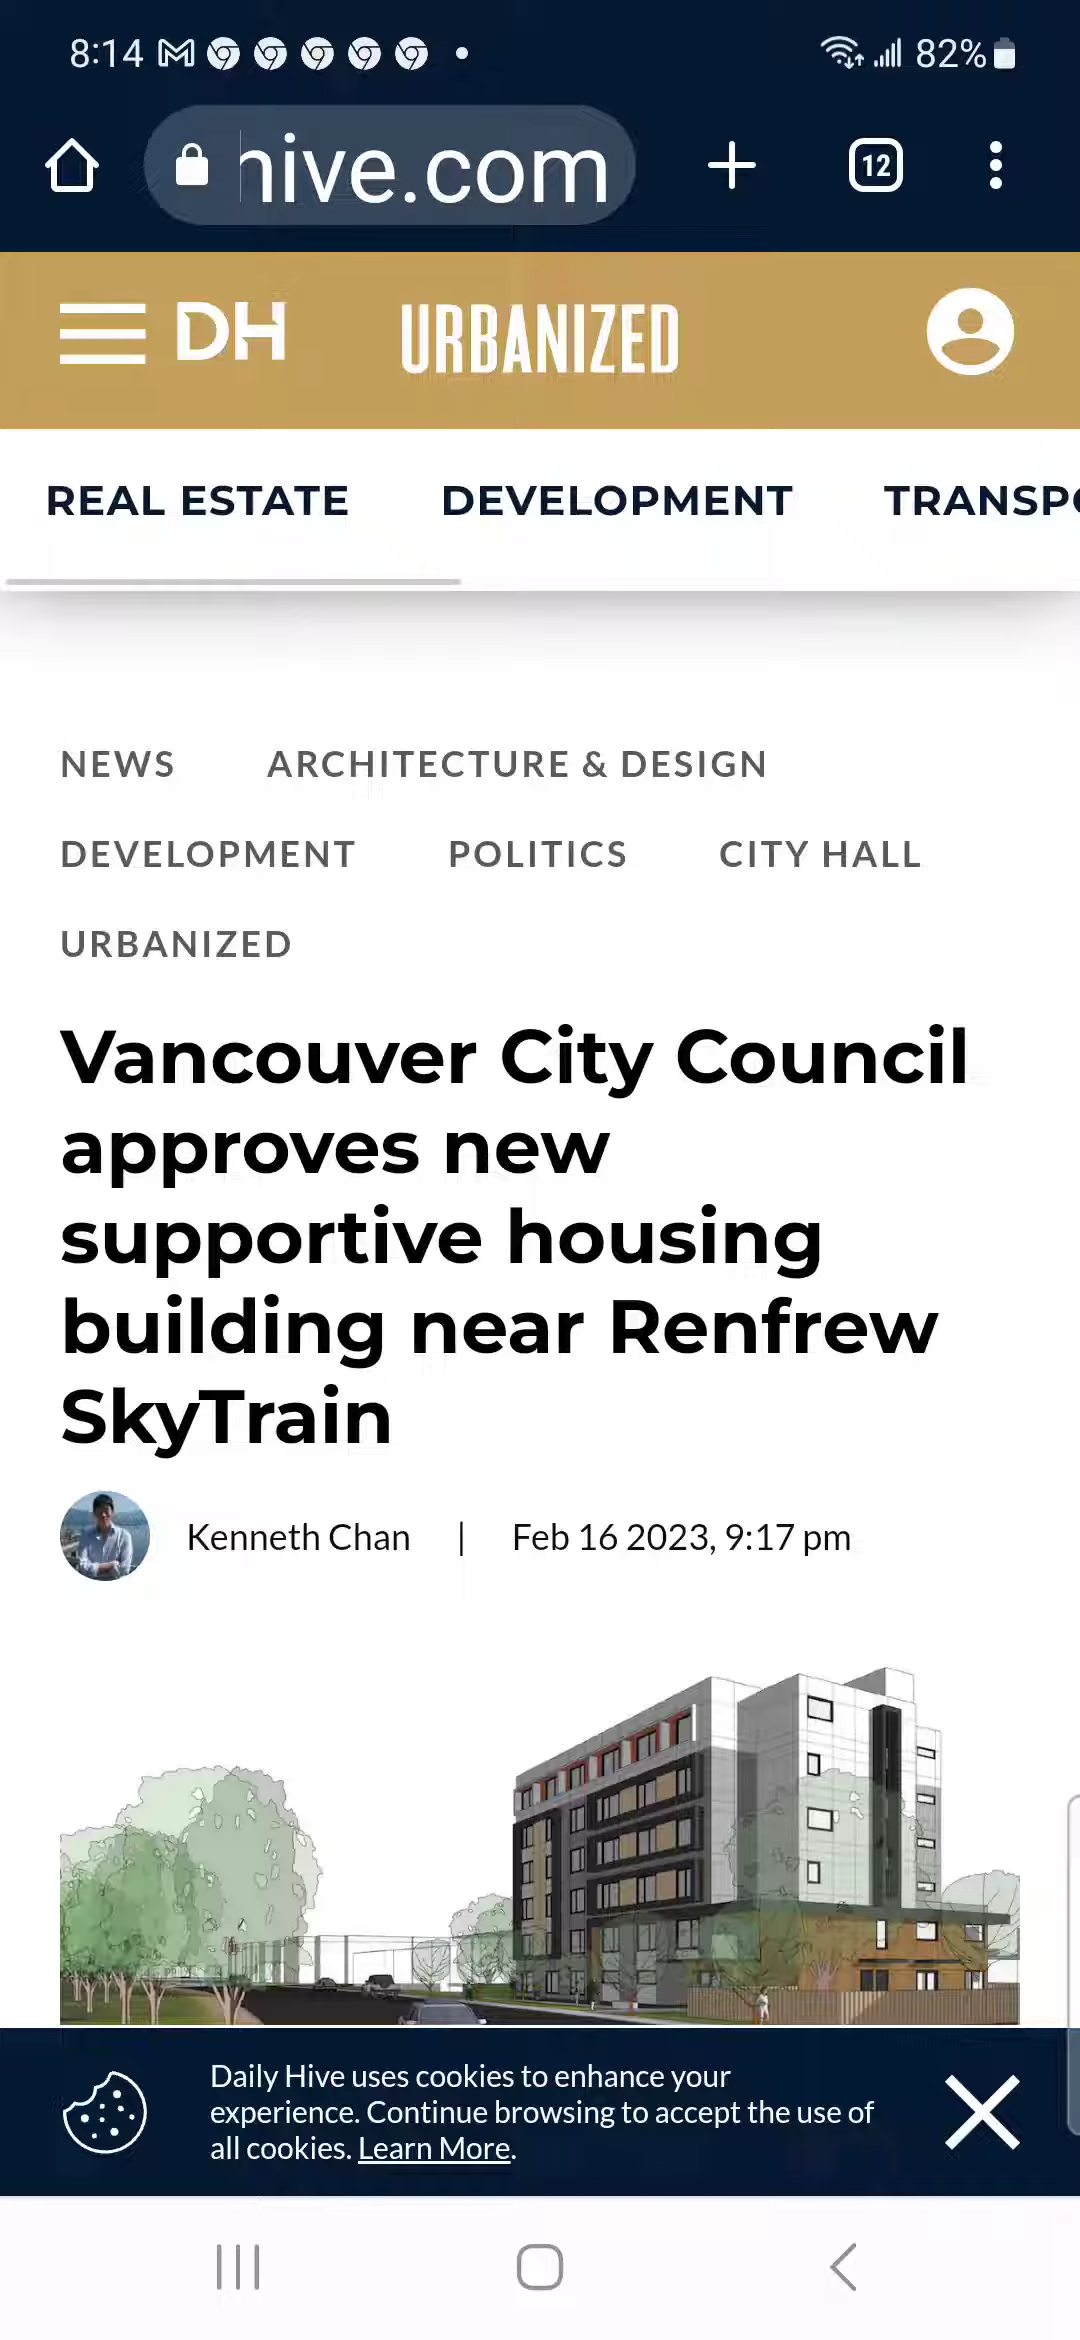 8:14 82%
hive.com 12
DH URBANIZED
REAL ESTATE DEVELOPMENT TRANSPO
NEWS ARCHITECTURE & DESIGN
DEVELOPMENT POLITICS CITY HALL
URBANIZED
Vancouver City Council
approves new
supportive housing
building near Renfrew
SkyTrain
Kenneth Chan | Feb 16 2023, 9:17 pm
Daily Hive uses cookies to enhance your
experience. Continue browsing to accept the use of
all cookies. Learn More.